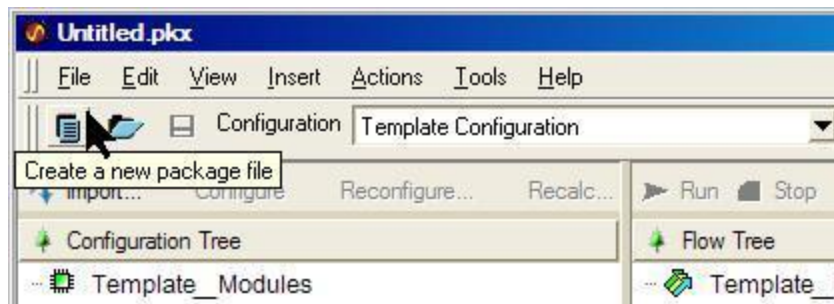 Untitled.pkx
File Edit View Insert Actions Tools Help
Configuration Template Configuration
Create a new package file
Import... Configure Reconfigure... Recalc... Run Stop
Configuration Tree Flow Tree
Template_Modules Template_